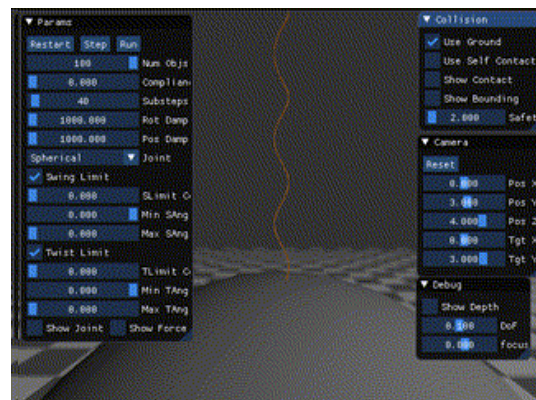 Params
Restart Step Run
100 Num Objs
0.000 Complian
40 Substeps
1000.000 Rot Damp
1000.000 Pos Damp
Spherical Joint
Swing Limit
0.000 SLimit C
0.000 Min SAng
0.000 Max SAng
Twist Limit
0.000 TLimit C
0.000 Min TAng
0.000 Max TAng
Show Joint Show Force
Collision
Use Ground
Use Self Contact
Show Contact
Show Bounding
2.000 Safet
Camera
Reset
0.000 Pos X
3.000 Pos Y
4.000 Pos Z
0.000 Tgt X
3.000 Tgt Y
Debug
Show Depth
0.100 DoF
0.000 focus